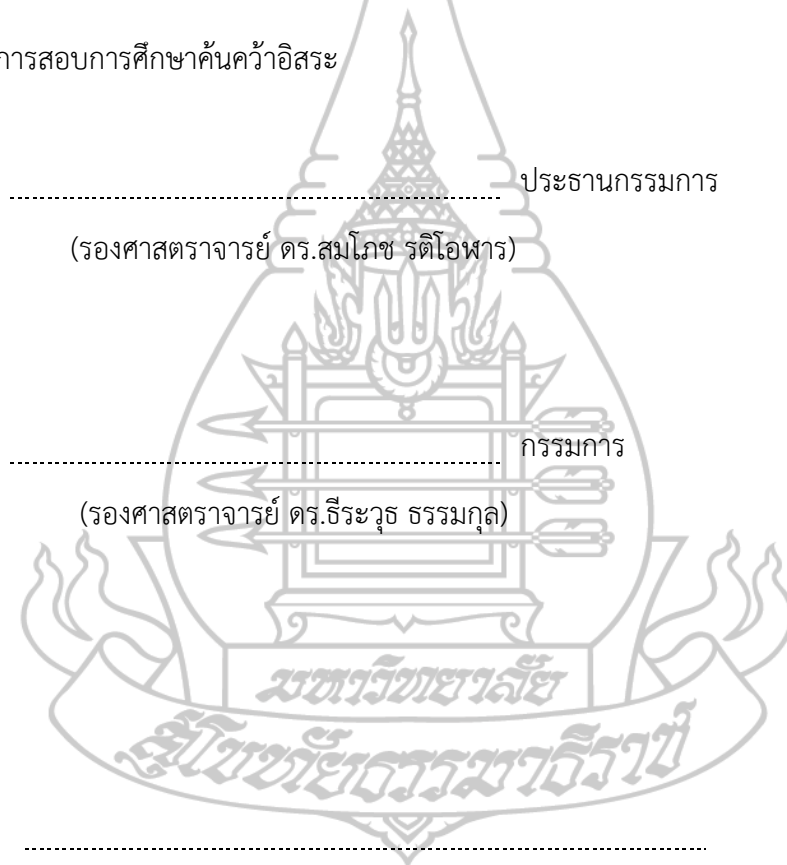 การสอบการศึกษาค้นคว้าอิสระ
ประธานกรรมการ
(รองศาสตราจารย์ ดร.สมโภช รติโอฬาร)
กรรมการ
(รองศาสตราจารย์ ดร.ธีระวุธ ธรรมกุล)
มหาวิทยาลัย
สุโขทัยธรรมาธิราช